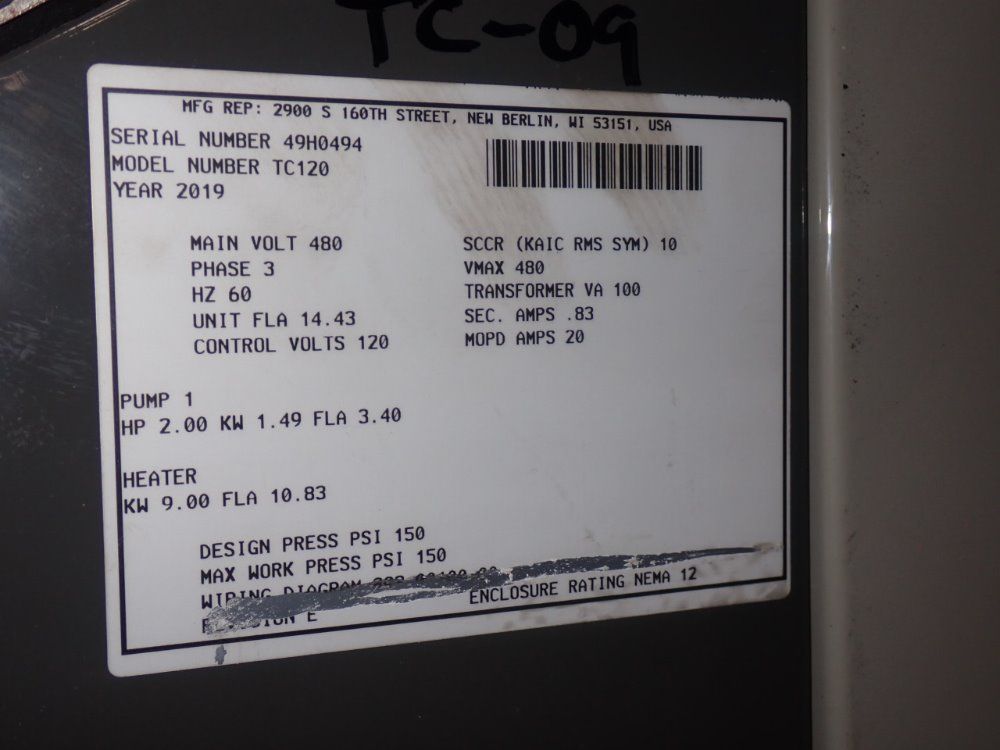 TC-09
MFG REP: 2900 S 160TH STREET, NEW BERLIN, WI 53151, USA
SERIAL NUMBER 49H0494
MODEL NUMBER TC120
YEAR 2019
MAIN VOLT 480
PHASE 3
HZ 60
UNIT FLA 14.43
CONTROL VOLTS 120
SCCR (KAIC RMS SYM) 10
VMAX 480
TRANSFORMER VA 100
SEC. AMPS .83
MOPD AMPS 20
PUMP 1
HP 2.00 KW 1.49 FLA 3.40
HEATER
KW 9.00 FLA 10.83
DESIGN PRESS PSI 150
MAX WORK PRESS PSI 150
WIRING DIAGRAM
E
ENCLOSURE RATING NEMA 12